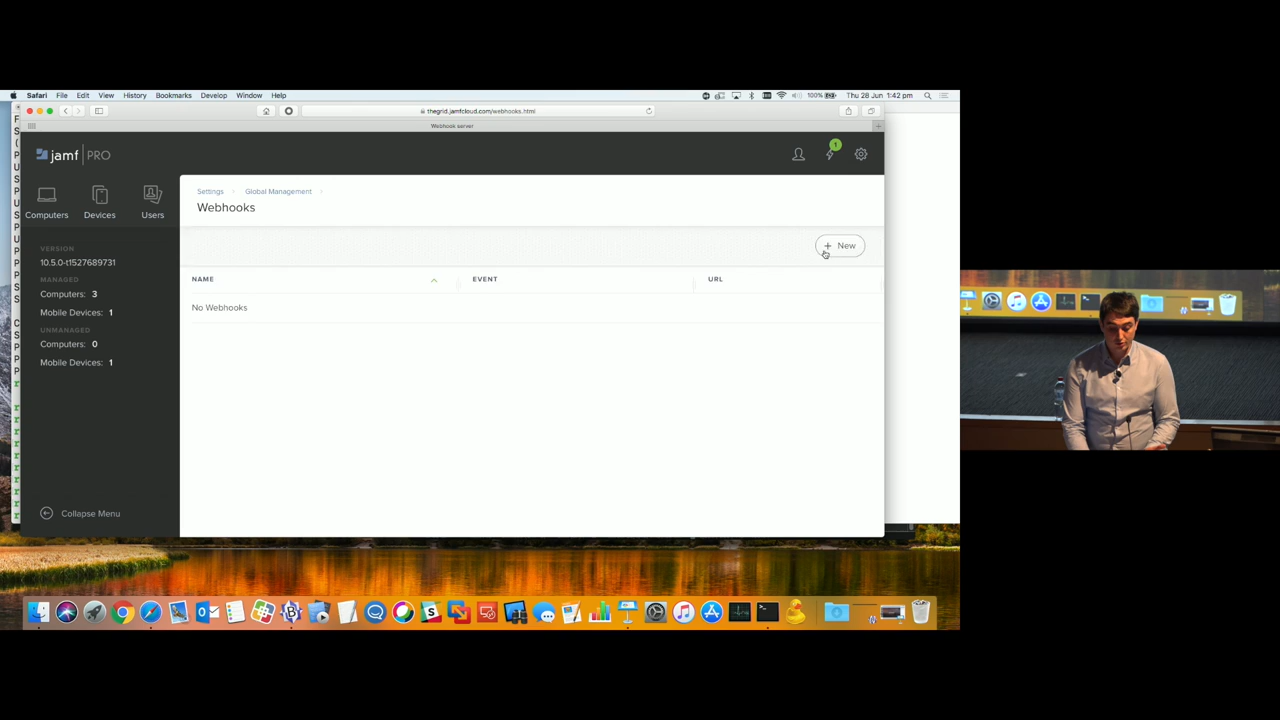 Safari File Edit View History Bookmarks Develop Window Help
100% Thu 28 Jun 1:42 pm
thegrid.jamfcloud.com/webhooks.html
Webhook server
jamf PRO
1
Computers Devices Users
Settings Global Management
Webhooks
New
VERSION
10.5.0-t1527689731
MANAGED
Computers: 3
Mobile Devices: 1
UNMANAGED
Computers: 0
Mobile Devices: 1
NAME EVENT URL
No Webhooks
Collapse Menu